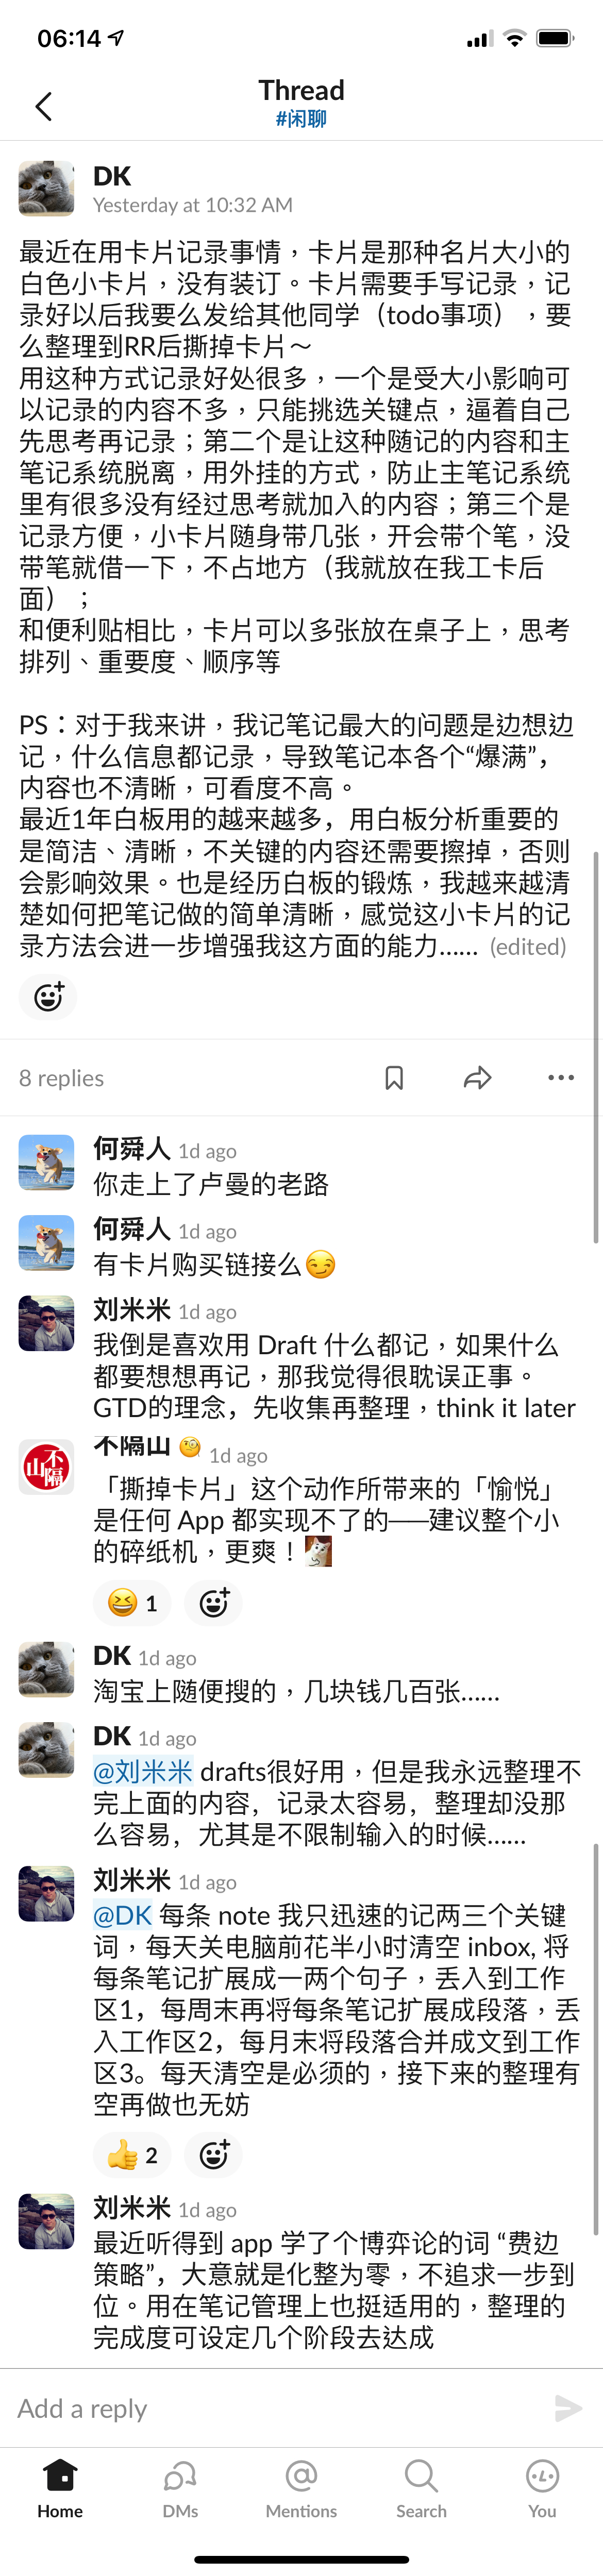 06:14
Thread
#闲聊
DK
Yesterday at 10:32 AM
最近在用卡片记录事情，卡片是那种名片大小的
白色小卡片，没有装订。卡片需要手写记录，记
录好以后我要么发给其他同学（todo事项），要
么整理到RR后撕掉卡片～
用这种方式记录好处很多，一个是受大小影响可
以记录的内容不多，只能挑选关键点，逼着自己
先思考再记录；第二个是让这种随记的内容和主
笔记系统脱离，用外挂的方式，防止主笔记系统
里有很多没有经过思考就加入的内容；第三个是
记录方便，小卡片随身带几张，开会带个笔，没
带笔就借一下，不占地方（我就放在我工卡后
面）；
和便利贴相比，卡片可以多张放在桌子上，思考
排列、重要度、顺序等
PS：对于我来讲，我记笔记最大的问题是边想边
记，什么信息都记录，导致笔记本各个“爆满”，
内容也不清晰，可看度不高。
最近1年白板用的越来越多，用白板分析重要的
是简洁、清晰，不关键的内容还需要擦掉，否则
会影响效果。也是经历白板的锻炼，我越来越清
楚如何把笔记做的简单清晰，感觉这小卡片的记
录方法会进一步增强我这方面的能力…… (edited)
8 replies
何舜人 1d ago
你走上了卢曼的老路
何舜人 1d ago
有卡片购买链接么😏
刘米米 1d ago
我倒是喜欢用 Draft 什么都记，如果什么
都要想想再记，那我觉得很耽误正事。
GTD的理念，先收集再整理，think it later
不隔山
不隔山 🧐 1d ago
「撕掉卡片」这个动作所带来的「愉悦」
是任何 App 都实现不了的——建议整个小
的碎纸机，更爽！
😆 1
DK 1d ago
淘宝上随便搜的，几块钱几百张……
DK 1d ago
@刘米米 drafts很好用，但是我永远整理不
完上面的内容，记录太容易，整理却没那
么容易，尤其是不限制输入的时候……
刘米米 1d ago
@DK 每条 note 我只迅速的记两三个关键
词，每天关电脑前花半小时清空 inbox, 将
每条笔记扩展成一两个句子，丢入到工作
区1，每周末再将每条笔记扩展成段落，丢
入工作区2，每月末将段落合并成文到工作
区3。每天清空是必须的，接下来的整理有
空再做也无妨
👍 2
刘米米 1d ago
最近听得到 app 学了个博弈论的词 “费边
策略”，大意就是化整为零，不追求一步到
位。用在笔记管理上也挺适用的，整理的
完成度可设定几个阶段去达成
Add a reply
Home
DMs
Mentions
Search
You